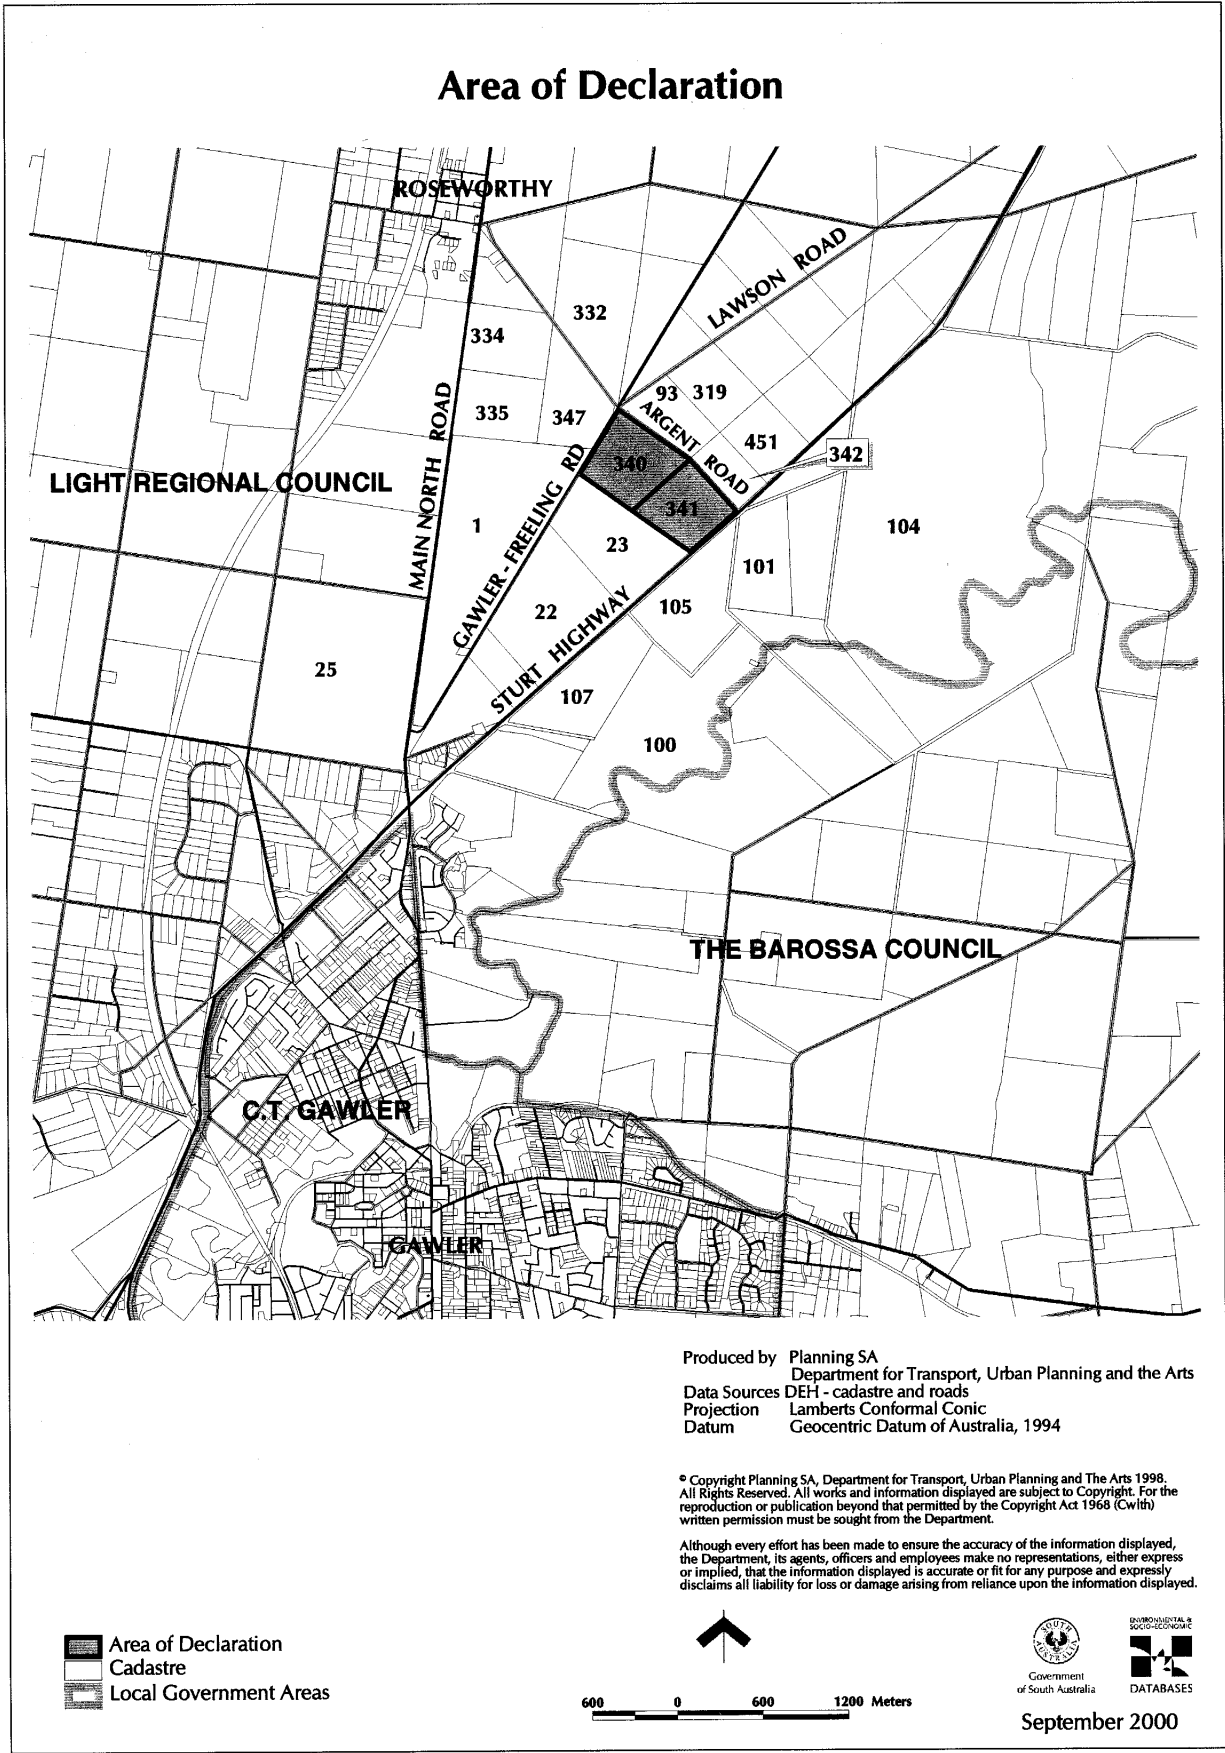 Area of Declaration
ROSEWORTHY
LAWSON ROAD
332
334
93 319
335
347
ARGENT ROAD
451
342
340
MAIN NORTH ROAD
LIGHT REGIONAL COUNCIL
GAWLER - FREELING RD
341
1
104
23
101
22
105
STURT HIGHWAY
25
107
100
THE BAROSSA COUNCIL
C.T. GAWLER
GAWLER
Produced by Planning SA
Department for Transport, Urban Planning and the Arts
Data Sources DEH - cadastre and roads
Projection Lamberts Conformal Conic
Datum Geocentric Datum of Australia, 1994
© Copyright Planning SA, Department for Transport, Urban Planning and The Arts 1998.
All Rights Reserved. All works and information displayed are subject to Copyright. For the
reproduction or publication beyond that permitted by the Copyright Act 1968 (Cwlth)
written permission must be sought from the Department.
Although every effort has been made to ensure the accuracy of the information displayed,
the Department, its agents, officers and employees make no representations, either express
or implied, that the information displayed is accurate or fit for any purpose and expressly
disclaims all liability for loss or damage arising from reliance upon the information displayed.
Area of Declaration
Cadastre
Local Government Areas
600 0 600 1200 Meters
SOUTH AUSTRALIA
Government
of South Australia
ENVIRONMENTAL &
SOCIO-ECONOMIC
DATABASES
September 2000